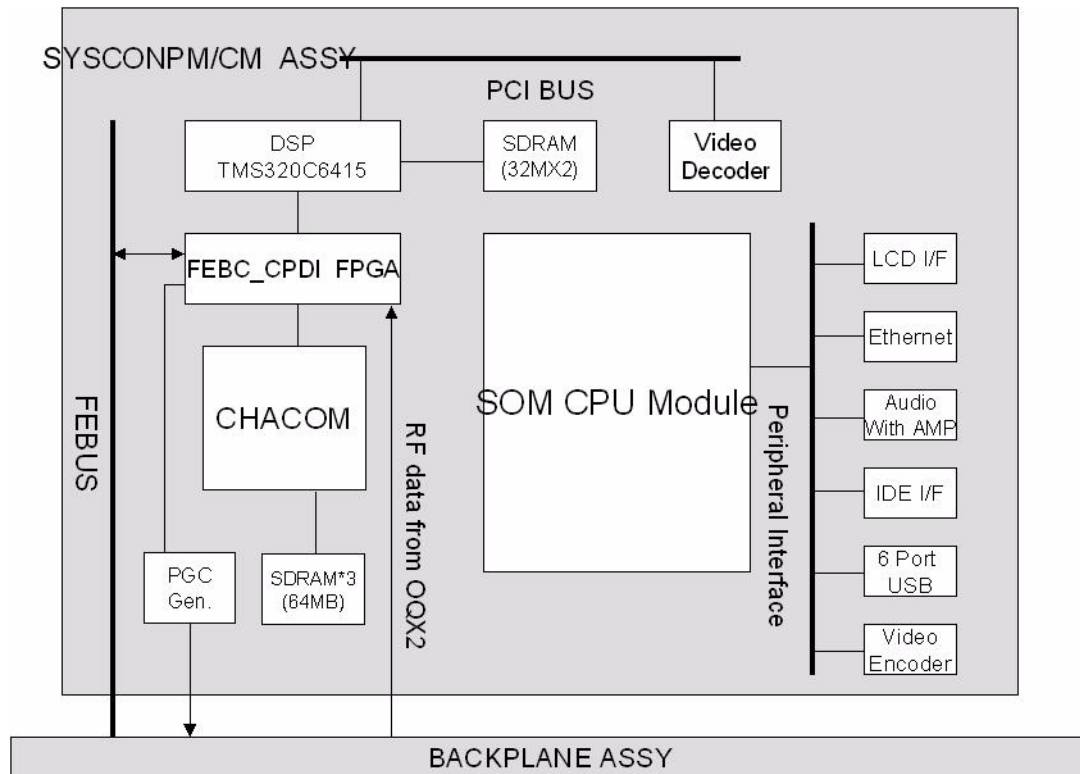 SYSCONPM/CM ASSY
PCI BUS
DSP
TMS320C6415
SDRAM
(32MX2)
Video
Decoder
FEBC_CPDI FPGA
LCD I/F
Ethernet
CHACOM
SOM CPU Module
Audio
With AMP
FEBUS
RF data from OQX2
Peripheral Interface
IDE I/F
PGC
Gen.
SDRAM*3
(64MB)
6 Port
USB
Video
Encoder
BACKPLANE ASSY